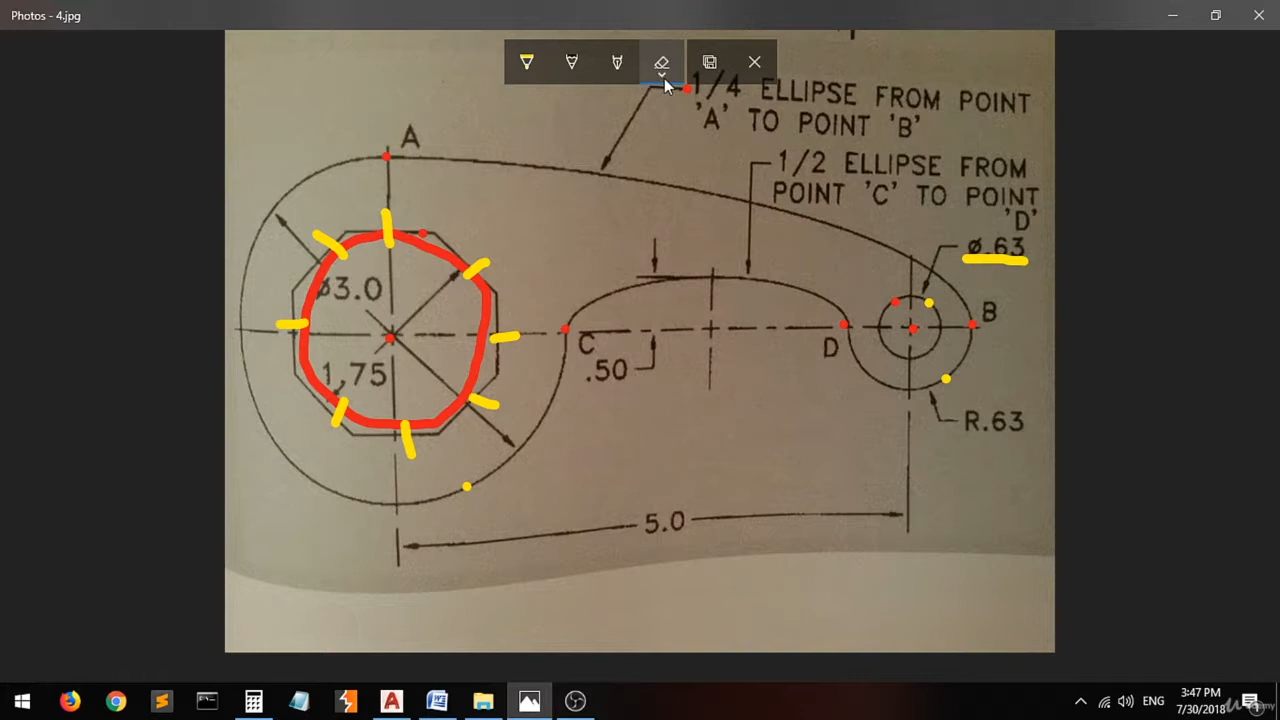 Photos - 4.jpg
1/4 ELLIPSE FROM POINT
'A' TO POINT 'B'
A
1/2 ELLIPSE FROM
POINT 'C' TO POINT
'D'
ø.63
ø3.0
B
C
D
.50
1.75
R.63
5.0
ENG
3:47 PM
7/30/2018